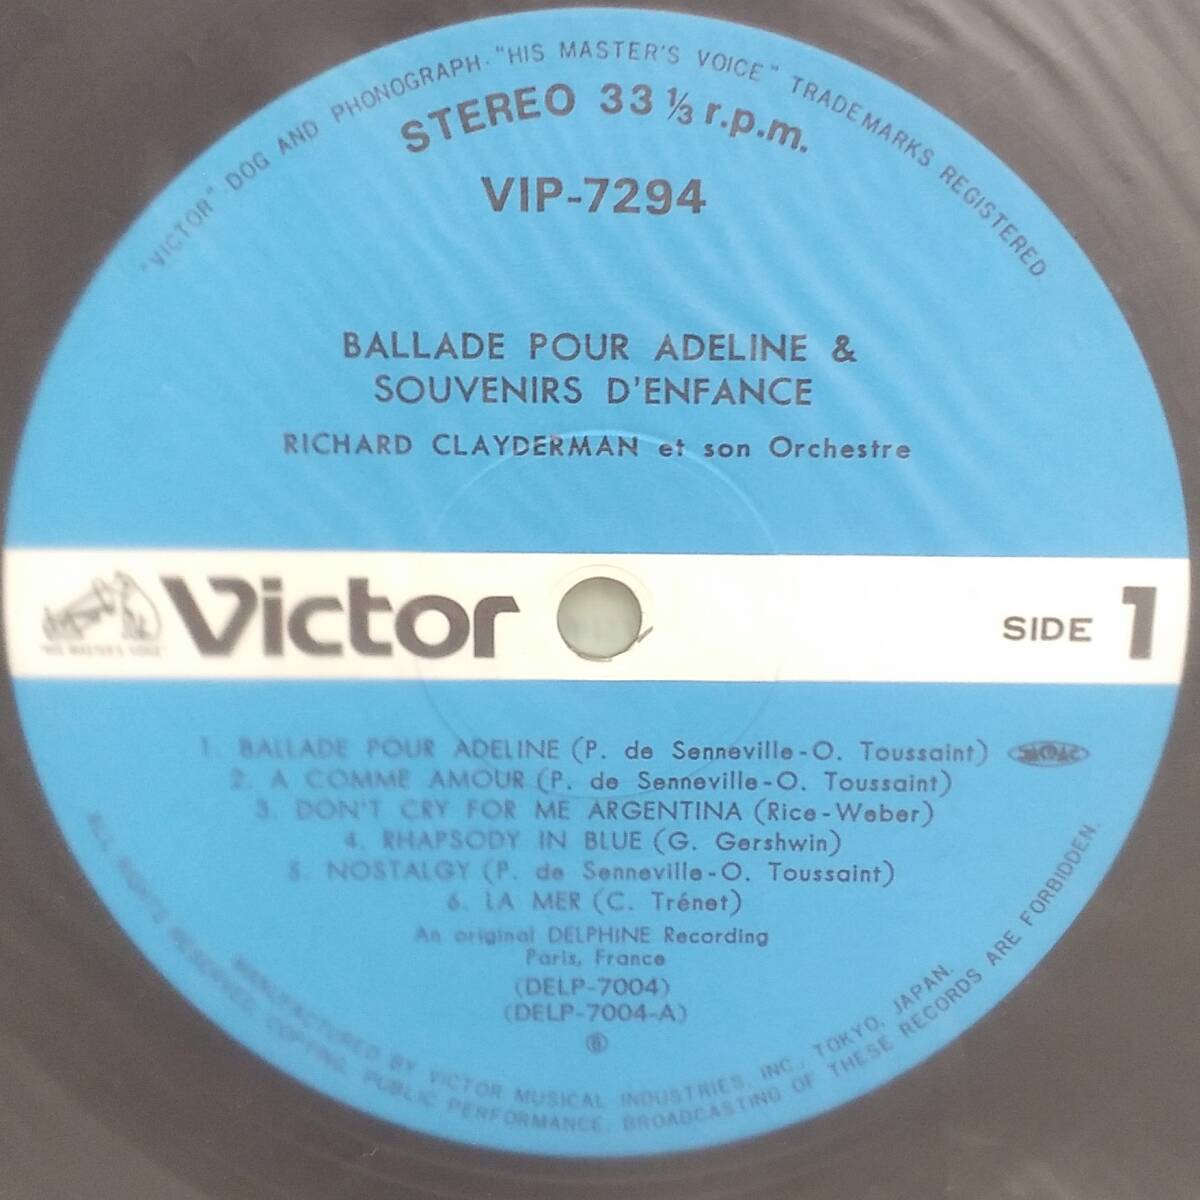 "VICTOR" DOG AND PHONOGRAPH· "HIS MASTER'S VOICE" TRADEMARKS REGISTERED.
STEREO 33 1/3 r.p.m.
VIP-7294
BALLADE POUR ADELINE &
SOUVENIRS D'ENFANCE
RICHARD CLAYDERMAN et son Orchestre
"HIS MASTER'S VOICE"
Victor
SIDE 1
1. BALLADE POUR ADELINE (P. de Senneville-O. Toussaint)
2. A COMME AMOUR (P. de Senneville-O. Toussaint)
3. DON'T CRY FOR ME ARGENTINA (Rice-Weber)
4. RHAPSODY IN BLUE (G. Gershwin)
5. NOSTALGY (P. de Senneville-O. Toussaint)
6. LA MER (C. Trénet)
An original DELPHINE Recording
Paris, France
(DELP-7004)
(DELP-7004-A)
MANUFACTURED BY VICTOR MUSICAL INDUSTRIES, INC., TOKYO, JAPAN.
ALL RIGHTS RESERVED. COPYING, PUBLIC PERFORMANCE, BROADCASTING OF THESE RECORDS ARE FORBIDDEN.